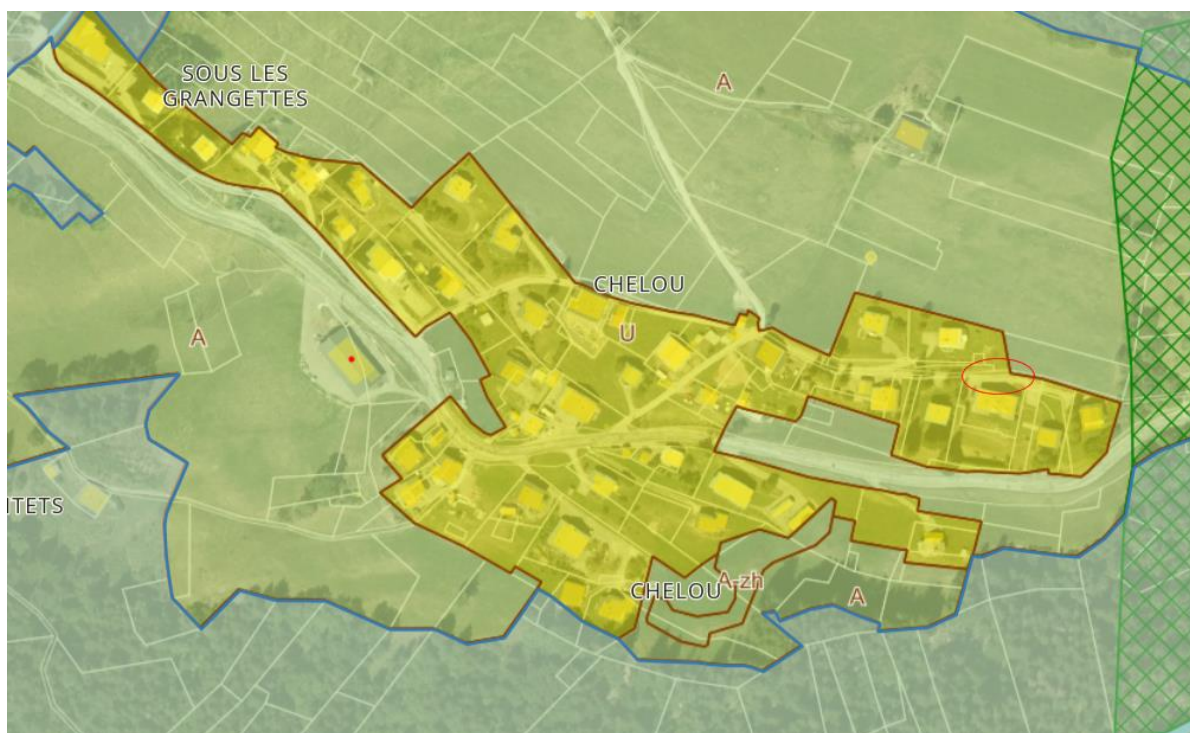 SOUS LES
GRANGETTES
A
CHELOU
U
A
ITETS
CHELOU
A-zh
A